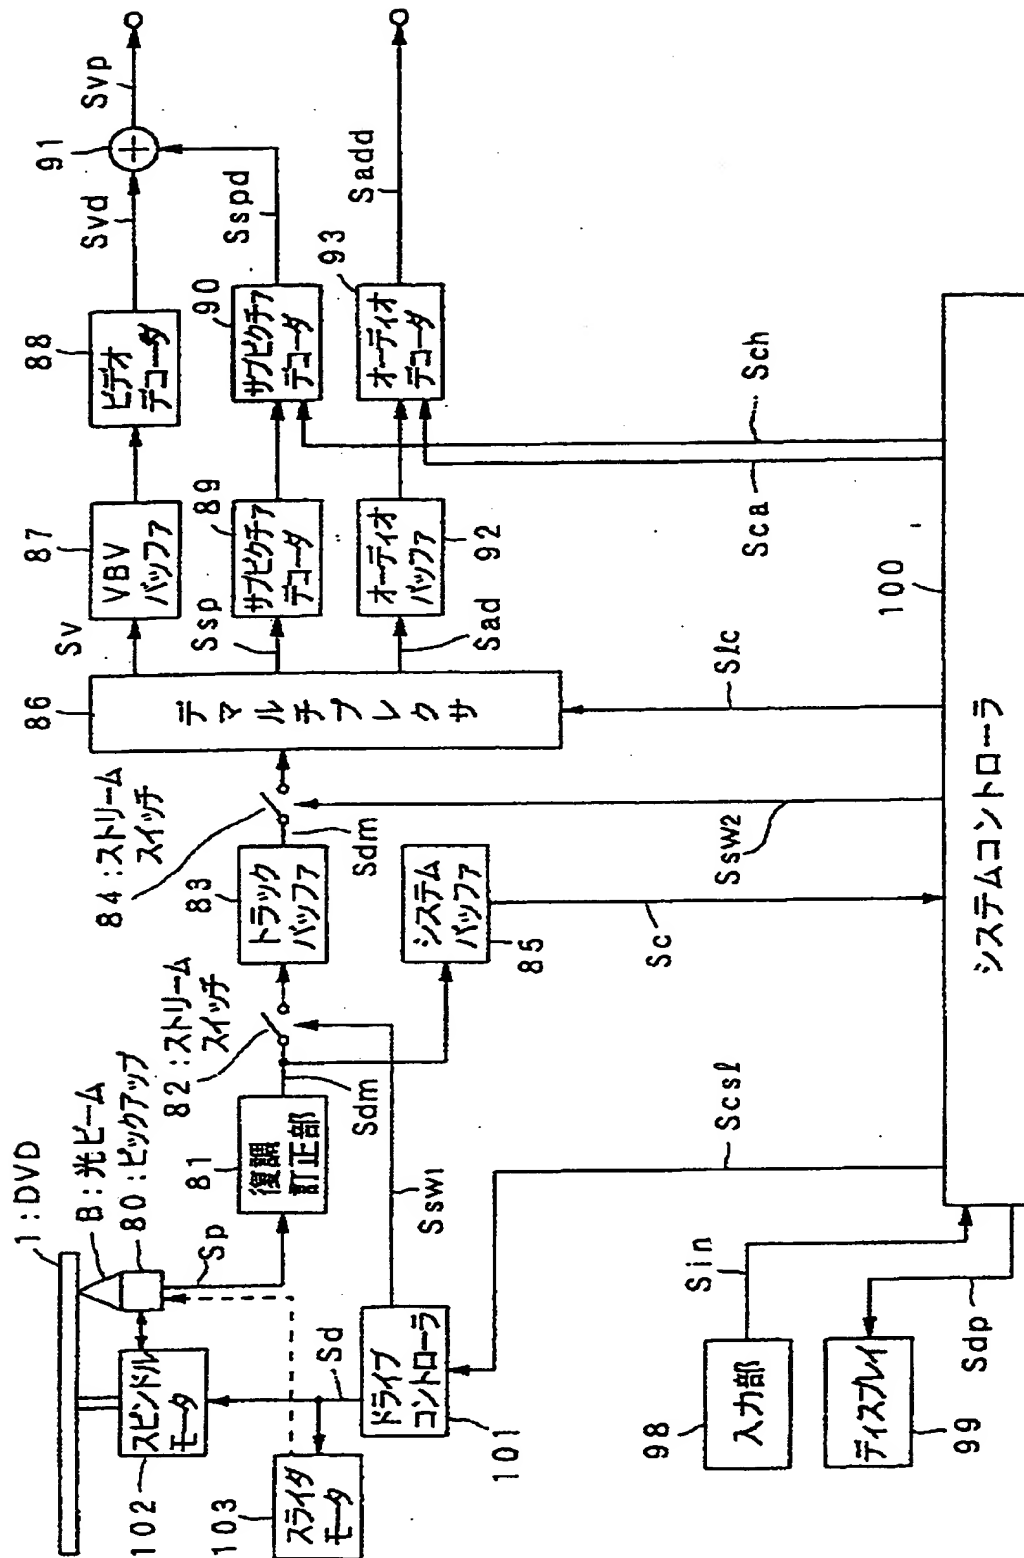 1:DVD
B:光ビーム
80:ピックアップ
Sp
102
スピンドル
モータ
103
スライダ
モータ
Sd
ドライブ
コントローラ
101
81
復調
訂正部
Sdm
82:ストリーム
スイッチ
Ssw1
83
トラック
バッファ
84:ストリーム
スイッチ
Sdm
システム
バッファ
85
Sc
Ssw2
Scsl
86
デマルチプレクサ
Slc
Sv
Ssp
Sad
87
VBV
バッファ
89
サブピクチァ
デコーダ
オーディオ
バッファ
92
88
ビデオ
デコーダ
90
サブピクチァ
デコーダ
93
オーディオ
デコーダ
Sca
Sch
Svd
Sspd
Sadd
91
Svp
98
入力部
Sin
ディスプレイ
99
Sdp
100
システムコントローラ